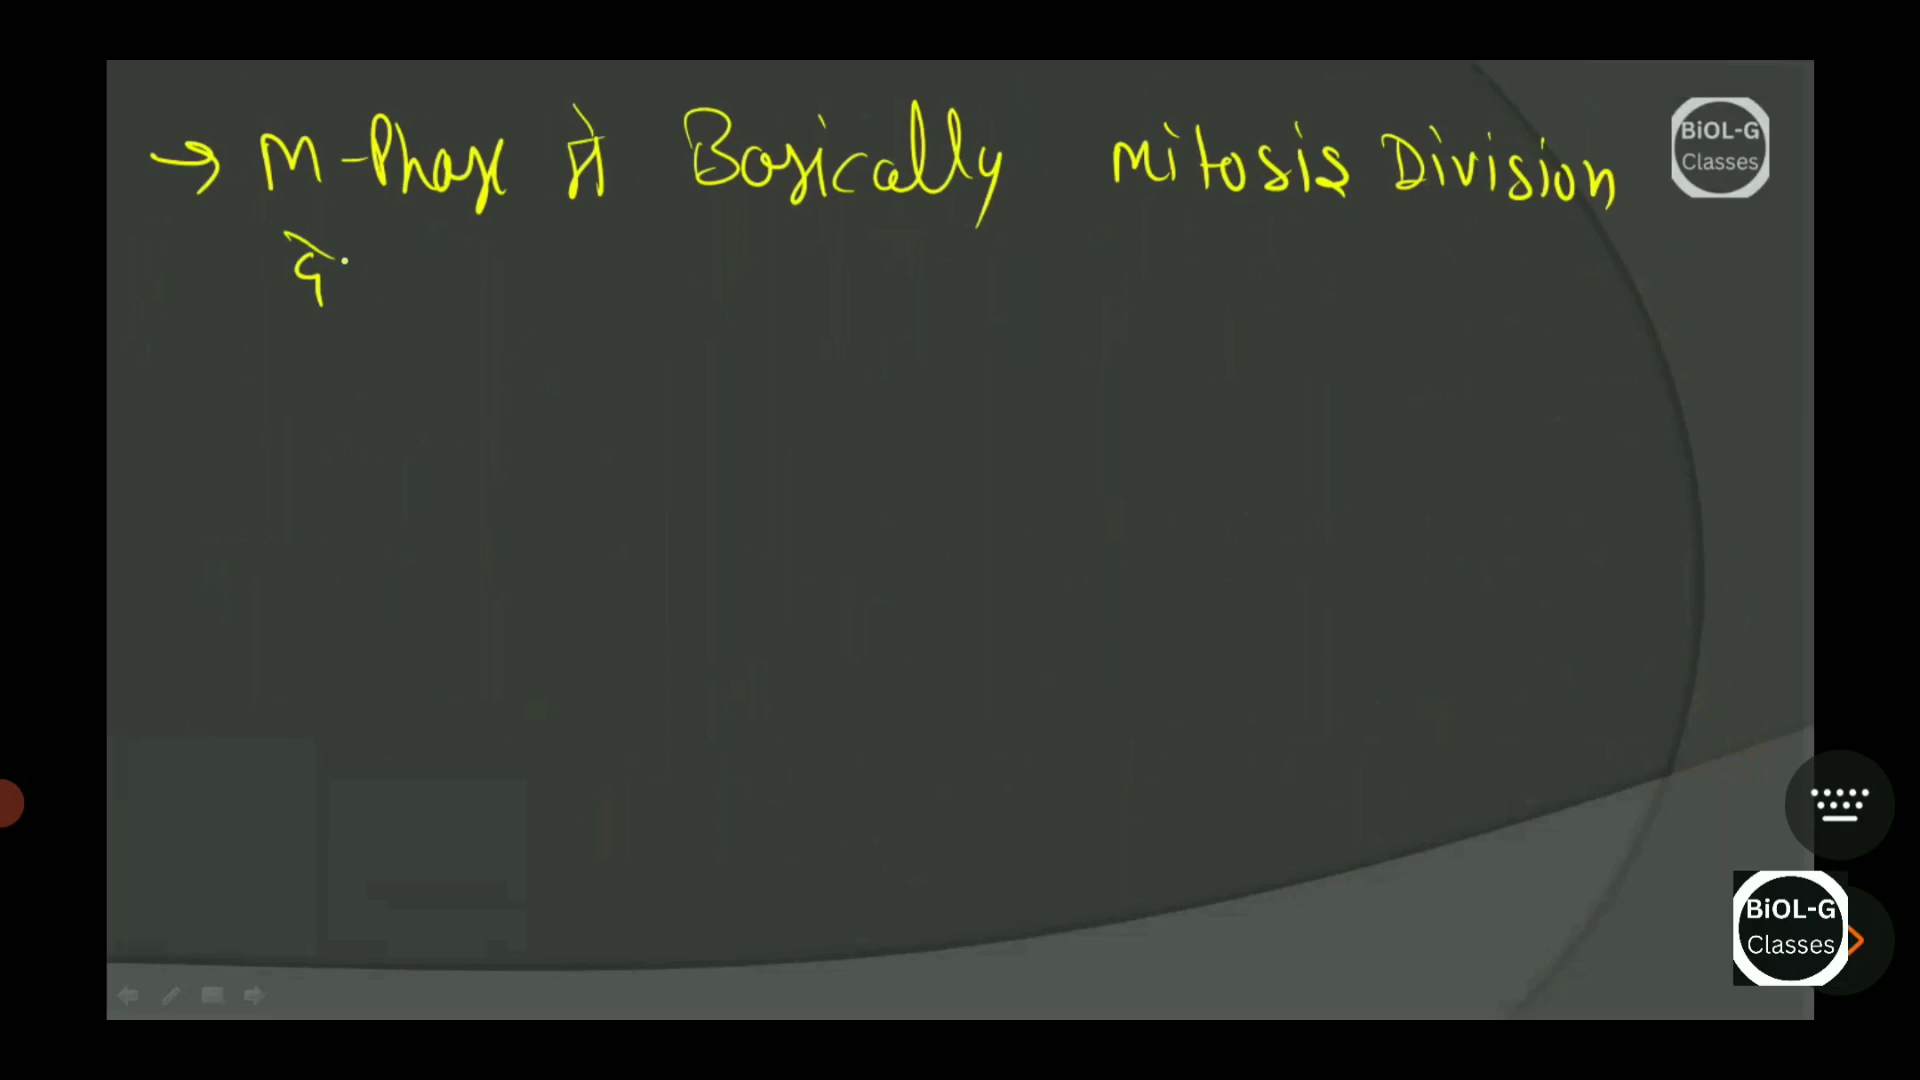 → M-Phase में Basically mitosis Division
BiOL-G
Classes
BiOL-G
Classes